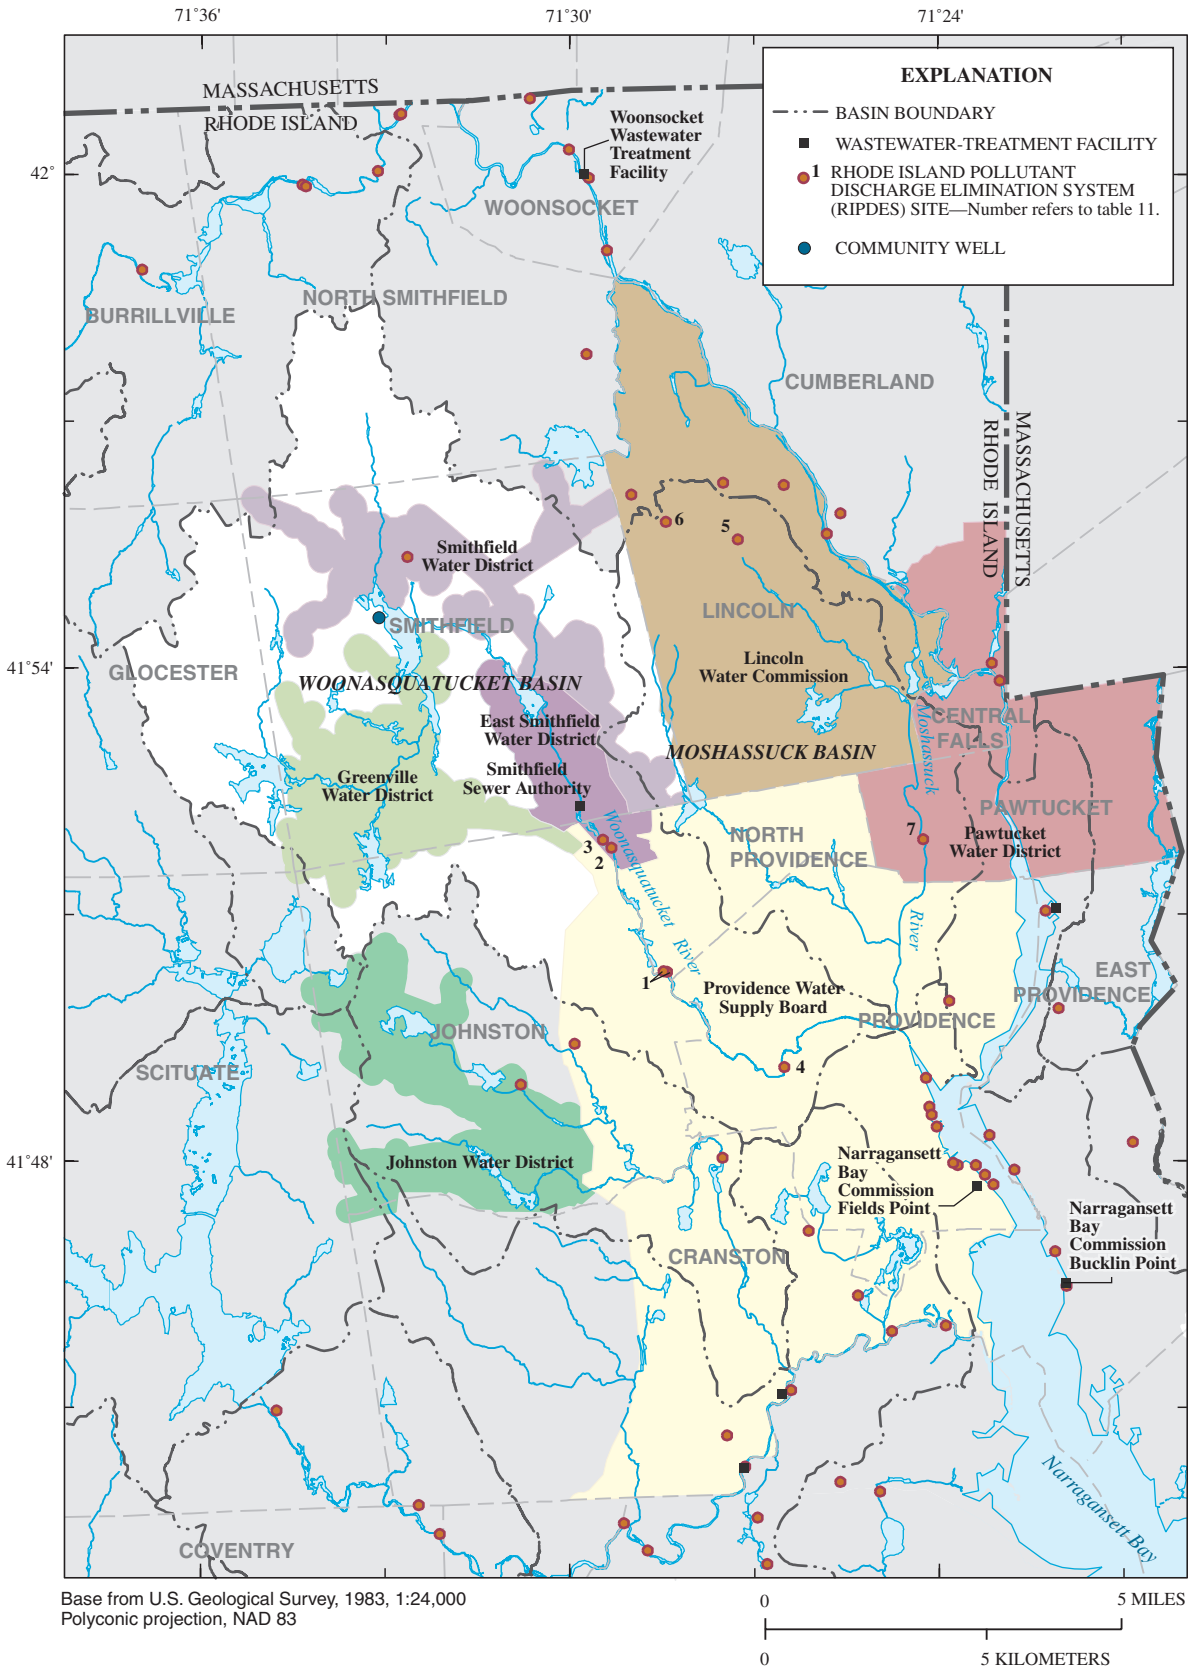 71°36'
71°30'
71°24'
MASSACHUSETTS
RHODE ISLAND
EXPLANATION
BASIN BOUNDARY
WASTEWATER-TREATMENT FACILITY
1 RHODE ISLAND POLLUTANT
DISCHARGE ELIMINATION SYSTEM
(RIPDES) SITE—Number refers to table 11.
COMMUNITY WELL
Woonsocket
Wastewater
Treatment
Facility
42°
WOONSOCKET
NORTH SMITHFIELD
BURRILLVILLE
CUMBERLAND
MASSACHUSETTS
RHODE ISLAND
6
5
Smithfield
Water District
LINCOLN
SMITHFIELD
41°54'
GLOCESTER
Lincoln
Water Commission
WOONASQUATUCKET BASIN
East Smithfield
Water District
CENTRAL
FALLS
Moshassuck
River
MOSHASSUCK BASIN
Smithfield
Sewer Authority
Greenville
Water District
PAWTUCKET
Woonasquatucket River
NORTH
PROVIDENCE
7
Pawtucket
Water District
3
2
1
Providence Water
Supply Board
EAST
PROVIDENCE
PROVIDENCE
JOHNSTON
SCITUATE
4
41°48'
Johnston Water District
Narragansett
Bay
Commission
Fields Point
Narragansett
Bay
Commission
Bucklin Point
CRANSTON
Narragansett Bay
COVENTRY
Base from U.S. Geological Survey, 1983, 1:24,000
Polyconic projection, NAD 83
0 5 MILES
0 5 KILOMETERS